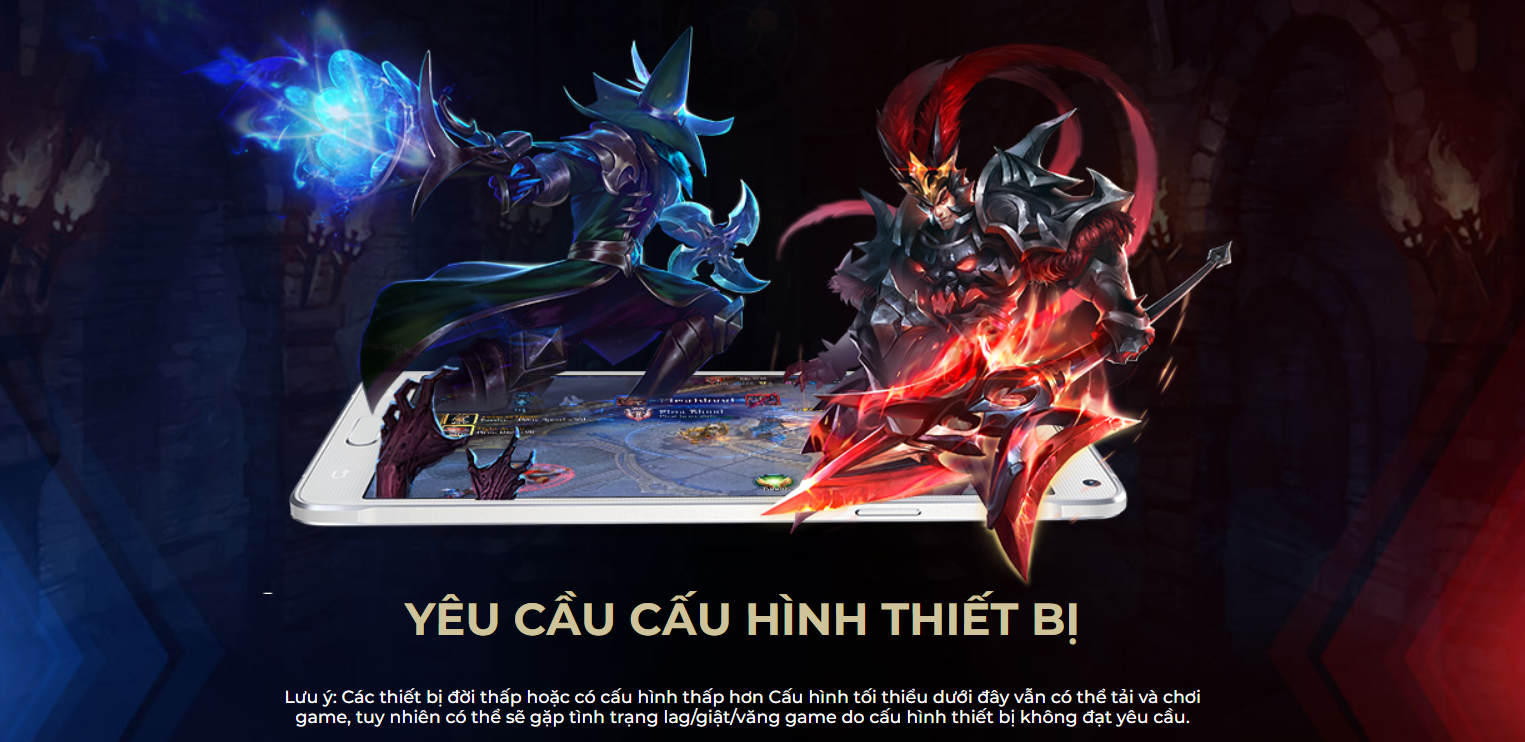 YÊU CẦU CẤU HÌNH THIẾT BỊ
Lưu ý: Các thiết bị đời thấp hoặc có cấu hình thấp hơn Cấu hình tối thiểu dưới đây vẫn có thể tải và chơi
game, tuy nhiên có thể sẽ gặp tình trạng lag/giật/văng game do cấu hình thiết bị không đạt yêu cầu.